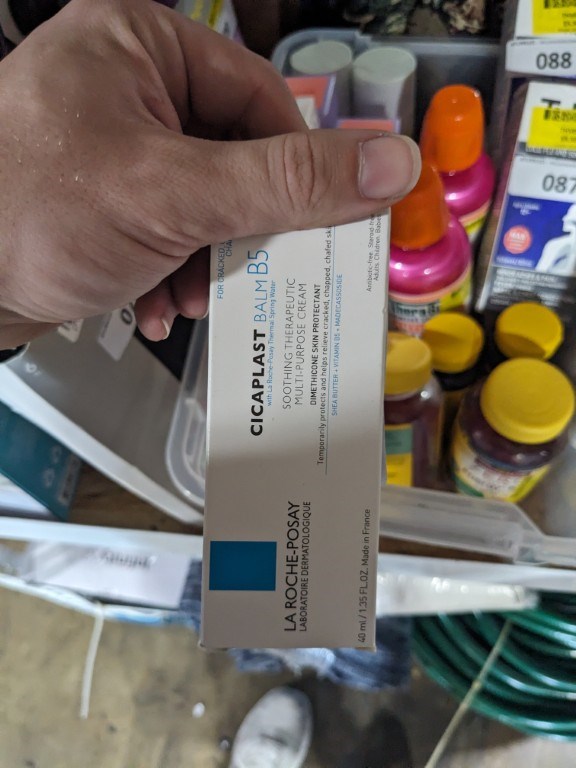 FOR CRACKED,
CICAPLAST BALM B5
with La Roche-Posay Thermal Spring Water
SOOTHING THERAPEUTIC
MULTI-PURPOSE CREAM
DIMETHICONE SKIN PROTECTANT
Temporarily protects and helps relieve cracked, chapped, chafed
SHEA BUTTER • VITAMIN B5 • MADECASSOSIDE
LA ROCHE-POSAY
LABORATOIRE DERMATOLOGIQUE
40 ml / 1.35 FL.OZ. Made in France
088
087